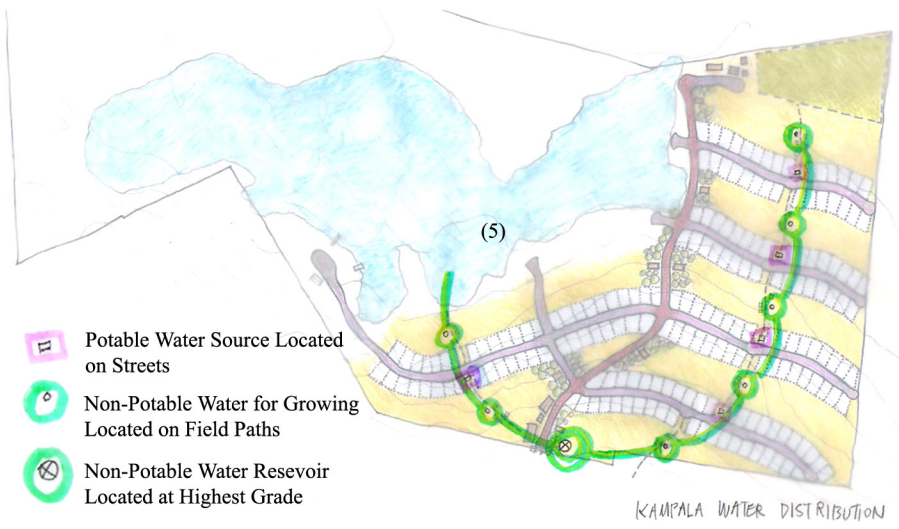 (5)
Potable Water Source Located
on Streets
Non-Potable Water for Growing
Located on Field Paths
Non-Potable Water Resevoir
Located at Highest Grade
KAMPALA WATER DISTRIBUTION